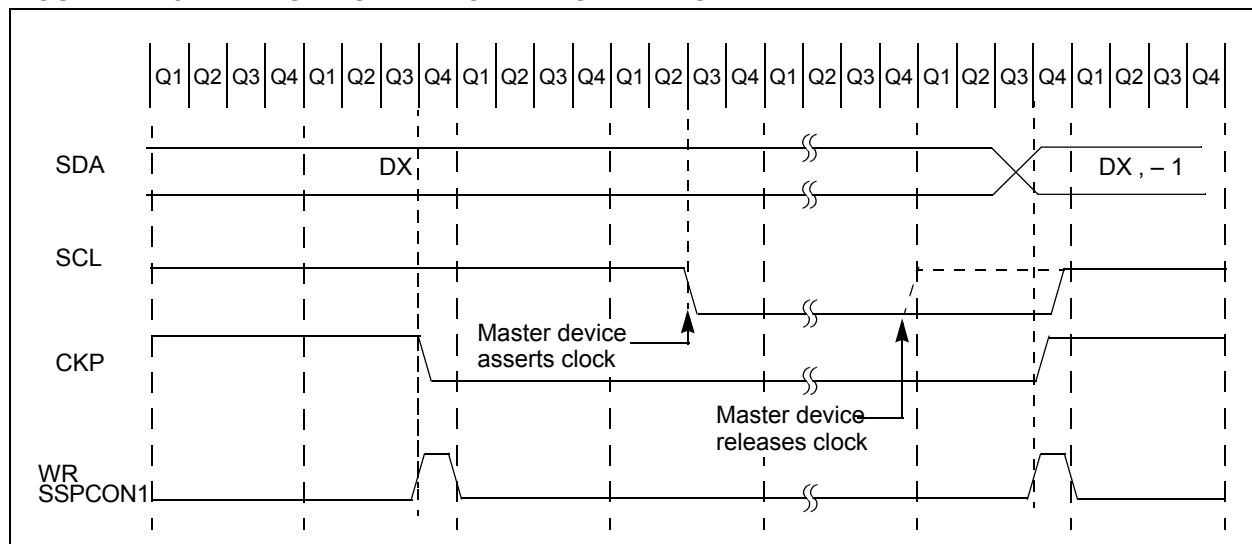 Q1 Q2 Q3 Q4 Q1 Q2 Q3 Q4 Q1 Q2 Q3 Q4 Q1 Q2 Q3 Q4 Q1 Q2 Q3 Q4 Q1 Q2 Q3 Q4 Q1 Q2 Q3 Q4
SDA
DX
DX , – 1
SCL
Master device
asserts clock
CKP
Master device
releases clock
WR
SSPCON1